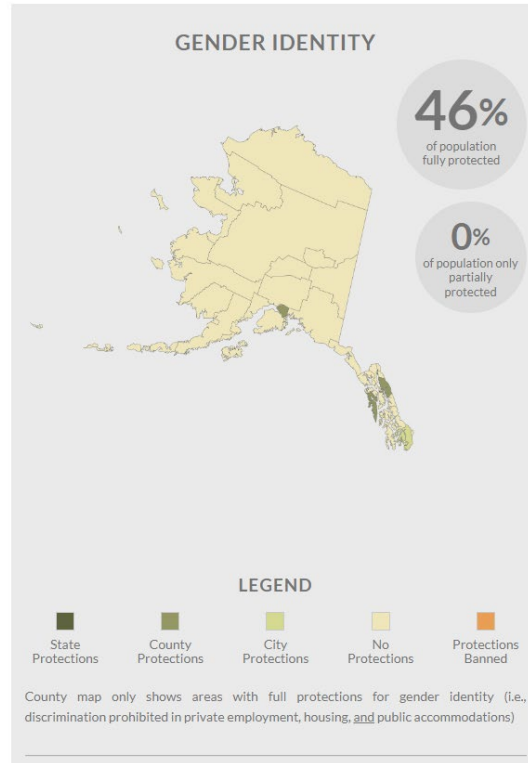 GENDER IDENTITY
46%
of population
fully protected
0%
of population only
partially
protected
LEGEND
State
Protections
County
Protections
City
Protections
No
Protections
Protections
Banned
County map only shows areas with full protections for gender identity (i.e.,
discrimination prohibited in private employment, housing, and public accommodations)